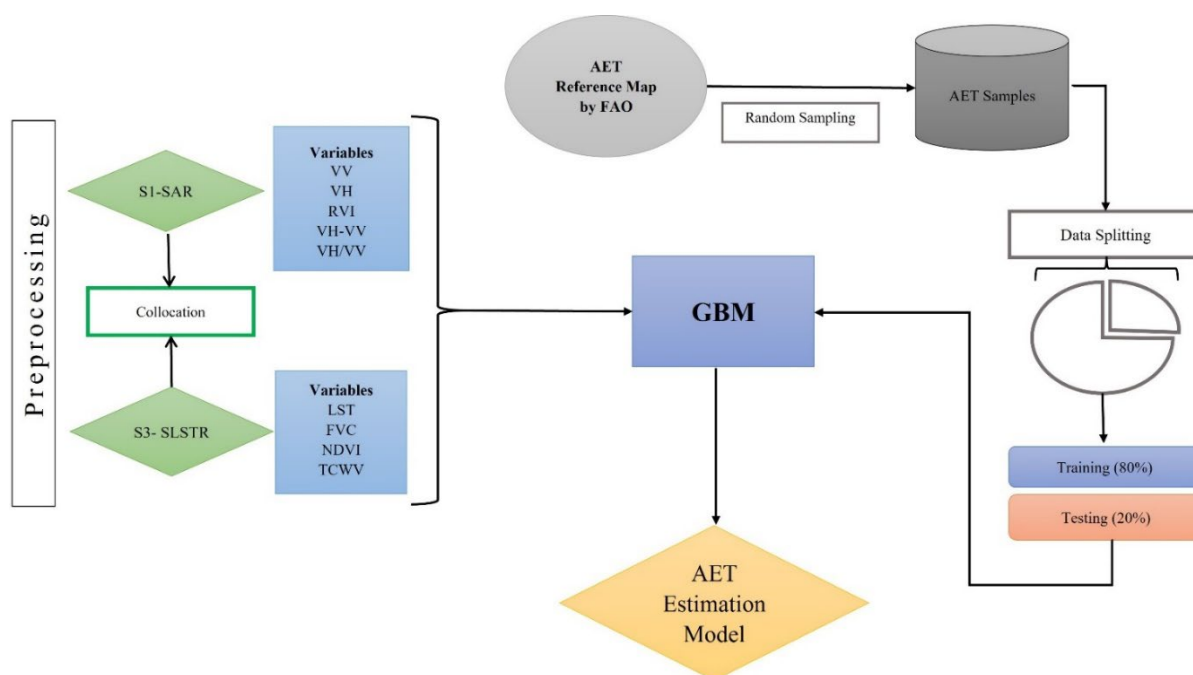 Preprocessing
S1-SAR
Collocation
S3- SLSTR
Variables
VV
VH
RVI
VH-VV
VH/VV
Variables
LST
FVC
NDVI
TCWV
GBM
AET
Estimation
Model
AET
Reference Map
by FAO
Random Sampling
AET Samples
Data Splitting
Training (80%)
Testing (20%)